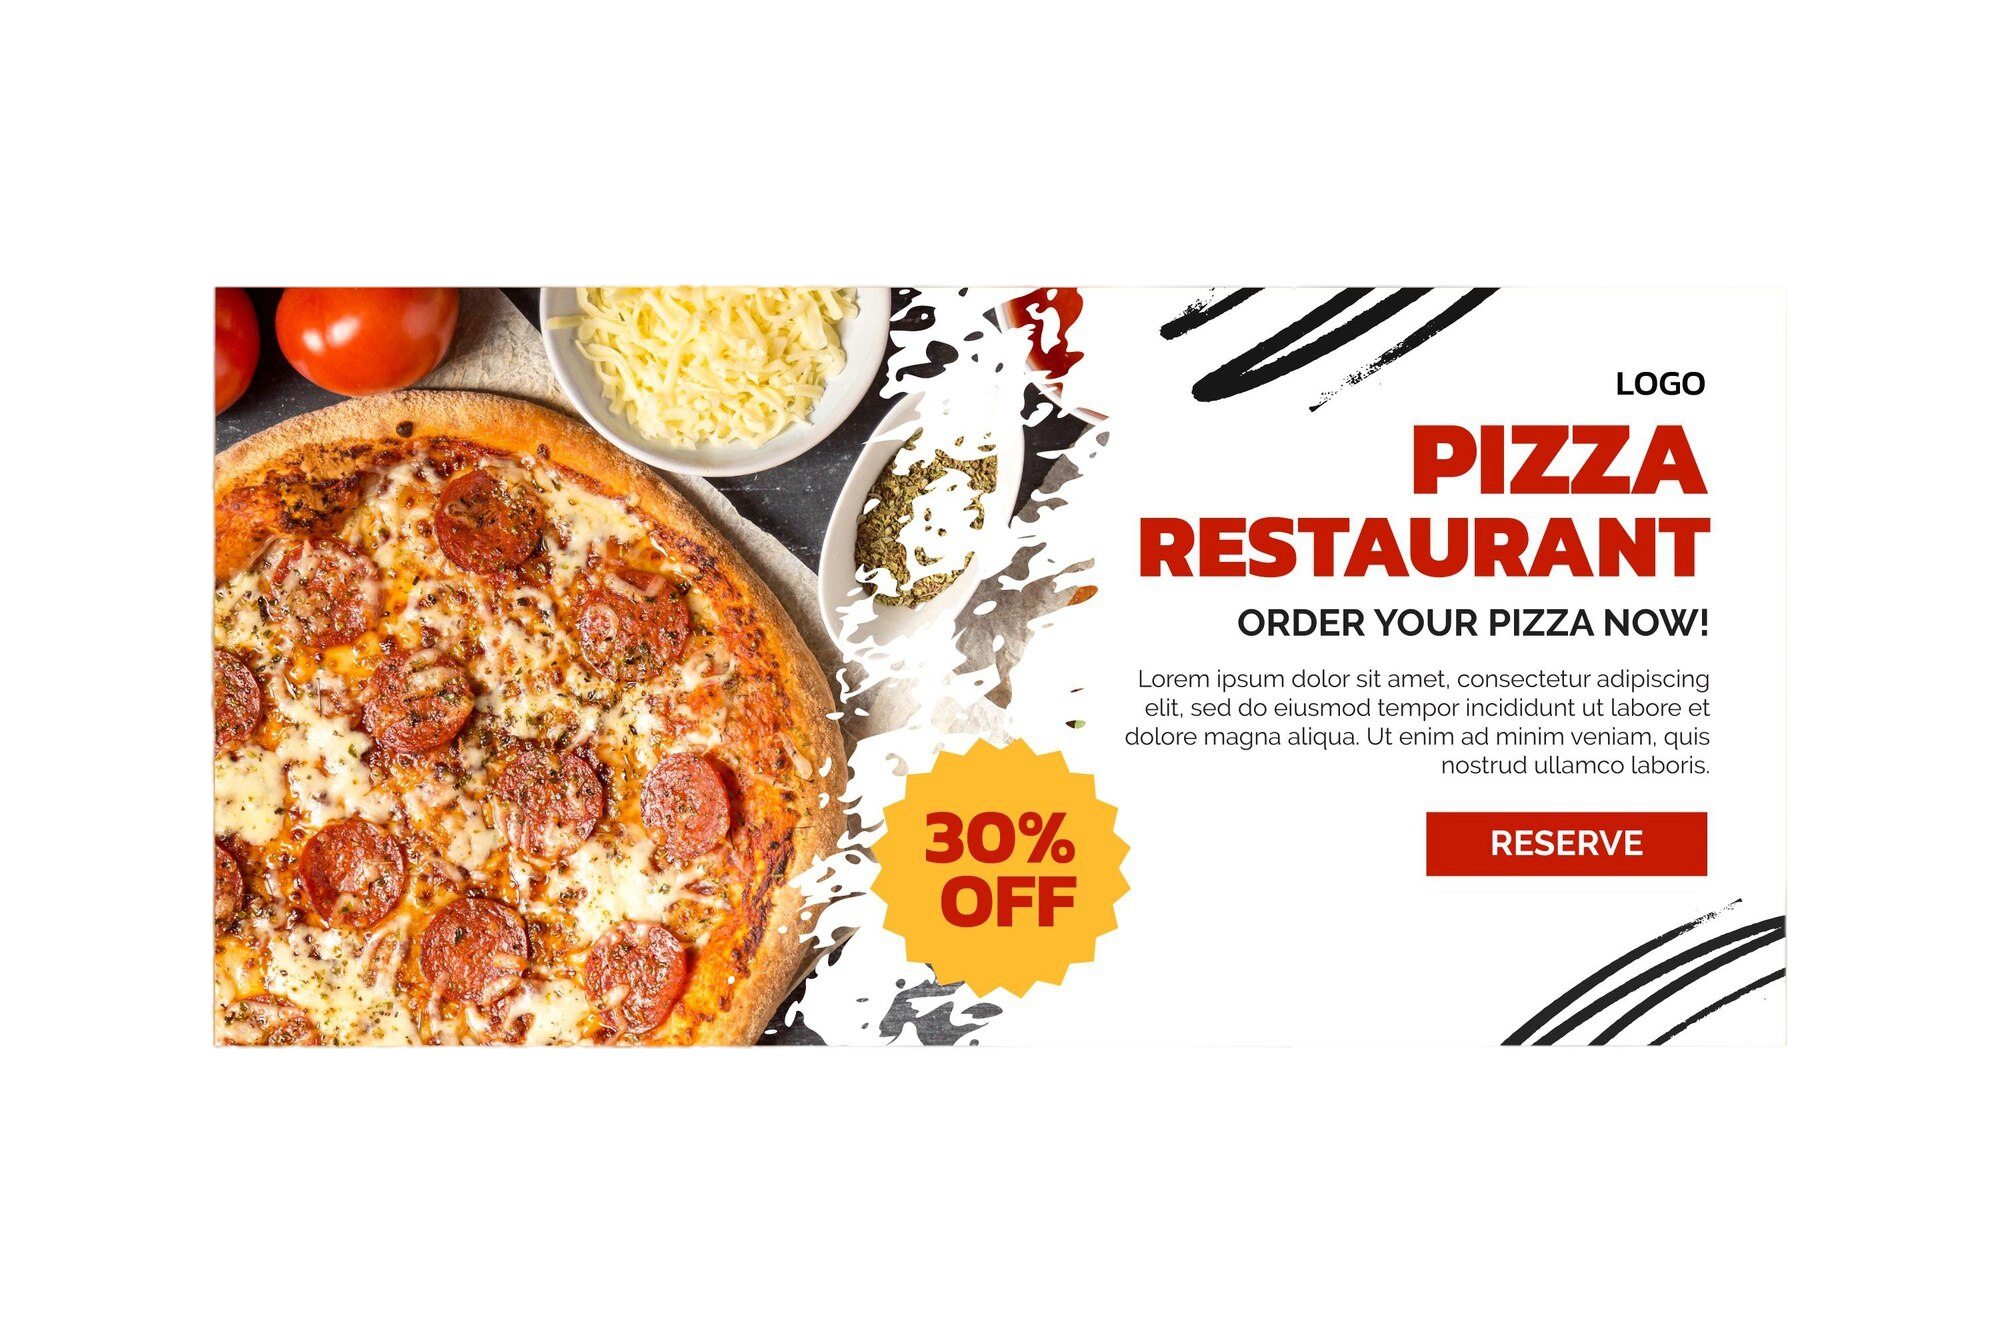 LOGO
PIZZA
RESTAURANT
ORDER YOUR PIZZA NOW!
Lorem ipsum dolor sit amet, consectetur adipiscing
elit, sed do eiusmod tempor incididunt ut labore et
dolore magna aliqua. Ut enim ad minim veniam, quis
nostrud ullamco laboris.
RESERVE
30%
OFF